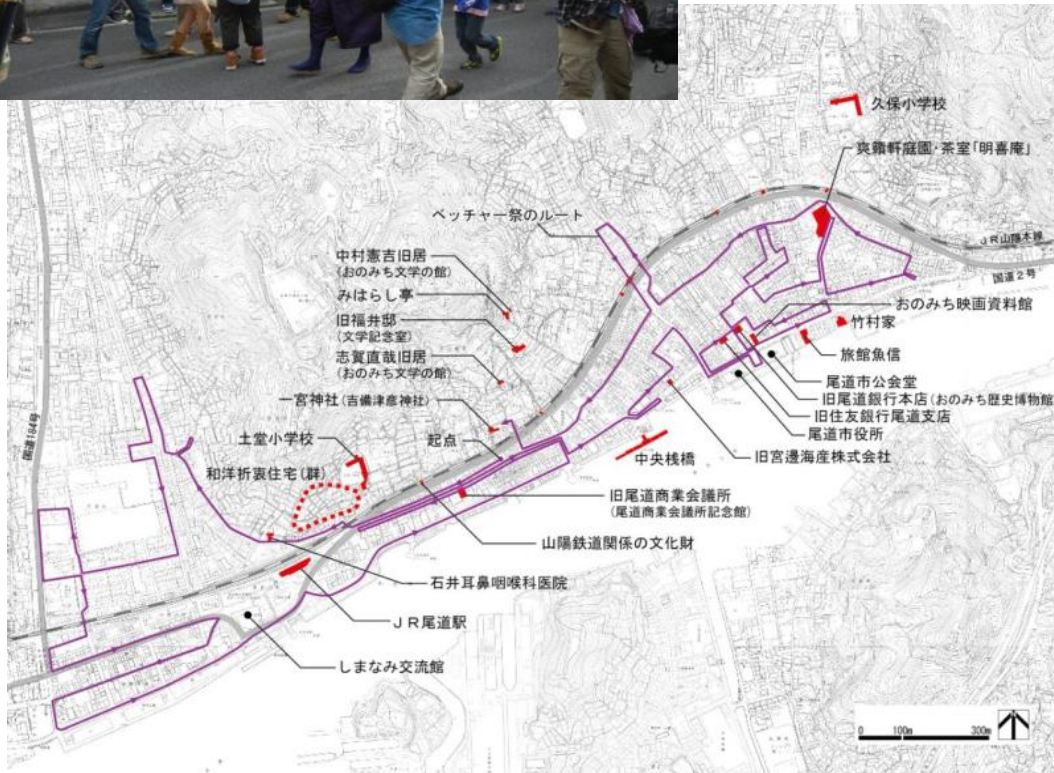 久保小学校
爽籟軒庭園・茶室「明喜庵」
ベッチャー祭のルート
JR山陽本線
国道2号
中村憲吉旧居
(おのみち文学の館)
みはらし亭
旧福井邸
(文学記念室)
志賀直哉旧居
(おのみち文学の館)
一宮神社(吉備津彦神社)
土堂小学校
起点
和洋折衷住宅(群)
国道184号
おのみち映画資料館
竹村家
旅館魚信
尾道市公会堂
旧尾道銀行本店(おのみち歴史博物館)
旧住友銀行尾道支店
尾道市役所
中央桟橋
旧宮邊海産株式会社
旧尾道商業会議所
(尾道商業会議所記念館)
山陽鉄道関係の文化財
石井耳鼻咽喉科医院
JR尾道駅
しまなみ交流館
0 100m 300m